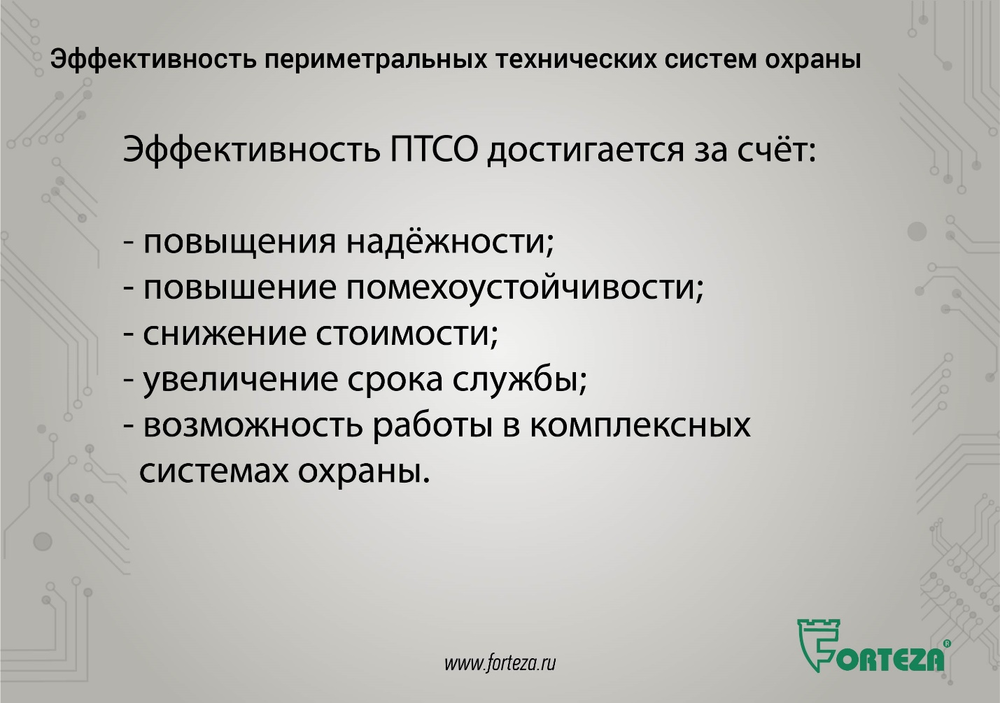 Эффективность периметральных технических систем охраны
Эффективность ПТСО достигается за счёт:
- повыщения надёжности;
- повышение помехоустойчивости;
- снижение стоимости;
- увеличение срока службы;
- возможность работы в комплексных
системах охраны.
www.forteza.ru
FORTEZA®